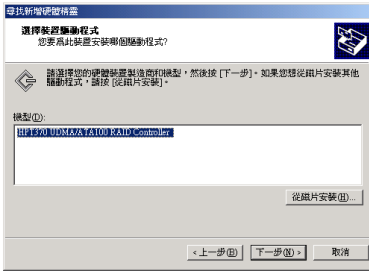 尋找新增硬體精靈
選擇裝置驅動程式
您要為此裝置安裝哪個驅動程式?
請選擇您的硬體裝置製造商和機型，然後按 [下一步]。如果您想從磁片安裝其他
驅動程式，請按 [從磁片安裝]。
機型(D):
HPT370 UDMA/ATA100 RAID Controller
從磁片安裝(H)...
<上一步(B)
下一步(N)>
取消